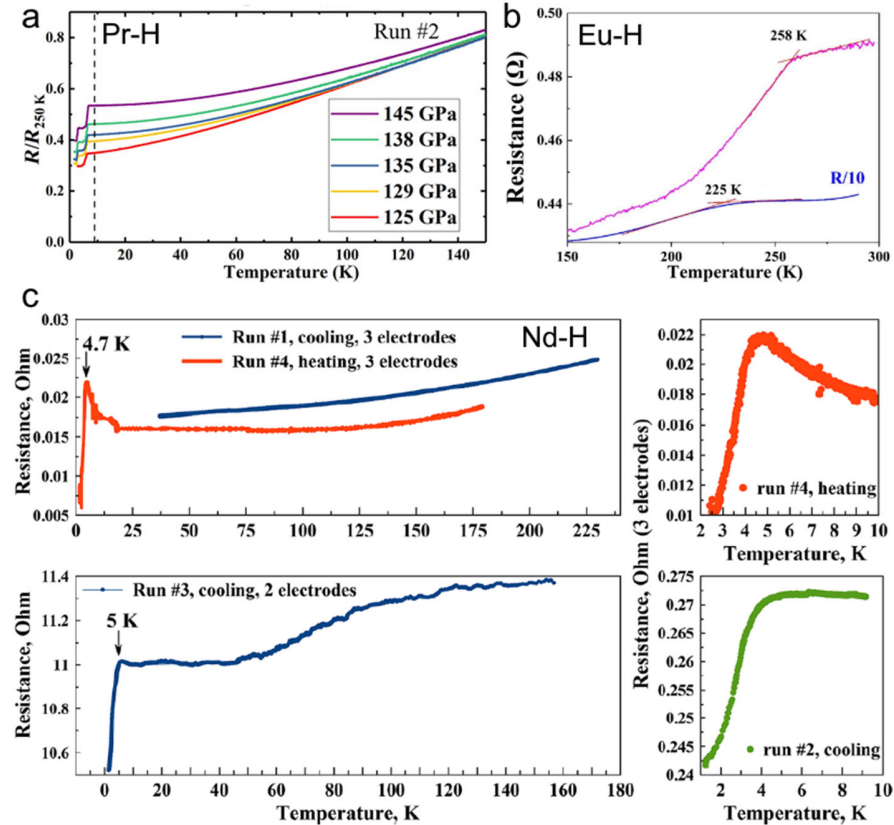 a
Pr-H
Run #2
R/R250 K
0.8
0.6
0.4
0.2
0
145 GPa
138 GPa
135 GPa
129 GPa
125 GPa
0 20 40 60 80 100 120 140
Temperature (K)
b
Eu-H
Resistance (Ω)
0.50
0.48
0.44
258 K
R/10
225 K
150 200 250 300
Temperature (K)
c
Nd-H
Resistance, Ohm
0.03
0.025
0.02
0.015
0.01
0.005
4.7 K
Run #1, cooling, 3 electrodes
Run #4, heating, 3 electrodes
0 25 50 75 100 125 150 175 200 225
Temperature, K
0.022
0.02
0.018
0.016
0.014
0.012
0.01
run #4, heating
2 3 4 5 6 7 8 9 10
Temperature, K
Resistance, Ohm (3 electrodes)
Resistance, Ohm
11.4
11.2
11
10.8
10.6
Run #3, cooling, 2 electrodes
5 K
0 20 40 60 80 100 120 140 160 180
Temperature, K
0.275
0.27
0.265
0.26
0.255
0.25
0.245
0.24
run #2, cooling
0 2 4 6 8 10
Temperature, K